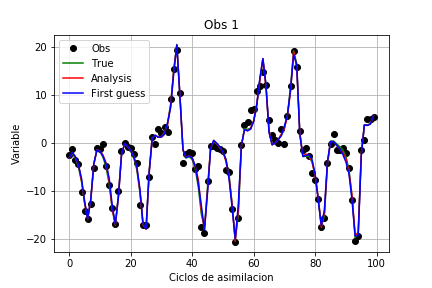 Obs 1
Obs
True
Analysis
First guess
20
10
0
−10
−20
Variable
0
20
40
60
80
100
Ciclos de asimilacion